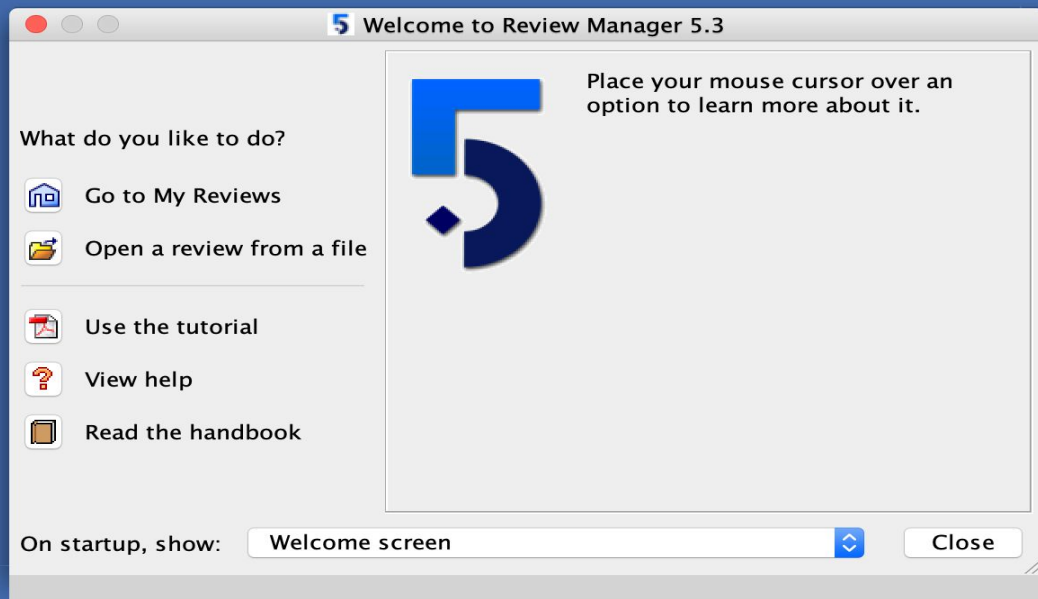 5 Welcome to Review Manager 5.3
What do you like to do?
Go to My Reviews
Open a review from a file
Use the tutorial
View help
Read the handbook
5
Place your mouse cursor over an
option to learn more about it.
On startup, show:
Welcome screen
Close